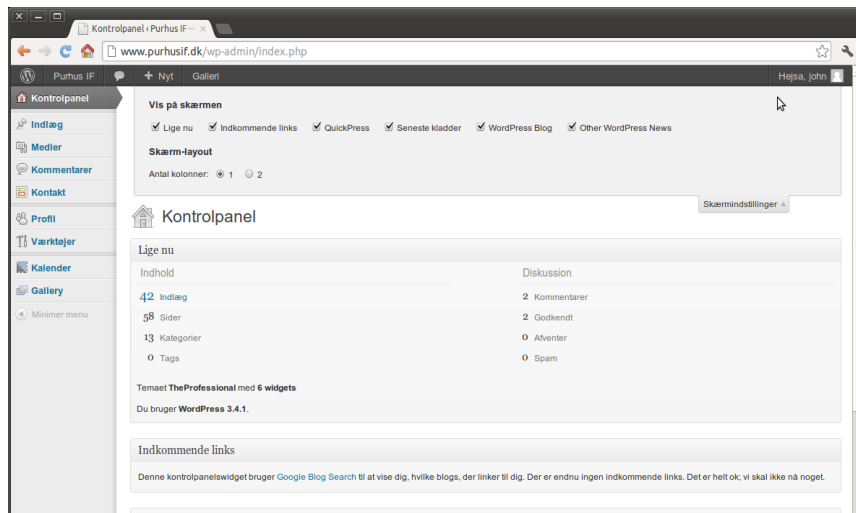 Kontrolpanel ‹ Purhus IF —
www.purhusif.dk/wp-admin/index.php
Purhus IF + Nyt Galleri Hejsa, john
Kontrolpanel
Indlæg
Medier
Kommentarer
Kontakt
Profil
Værktøjer
Kalender
Gallery
Minimer menu
Vis på skærmen
Lige nu Indkommende links QuickPress Seneste kladder WordPress Blog Other WordPress News
Skærm-layout
Antal kolonner: 1 2
Skærmindstillinger
Kontrolpanel
Lige nu
Indhold Diskussion
42 Indlæg 2 Kommentarer
58 Sider 2 Godkendt
13 Kategorier 0 Afventer
0 Tags 0 Spam
Temaet TheProfessional med 6 widgets
Du bruger WordPress 3.4.1.
Indkommende links
Denne kontrolpanelswidget bruger Google Blog Search til at vise dig, hvilke blogs, der linker til dig. Der er endnu ingen indkommende links. Det er helt ok; vi skal ikke nå noget.